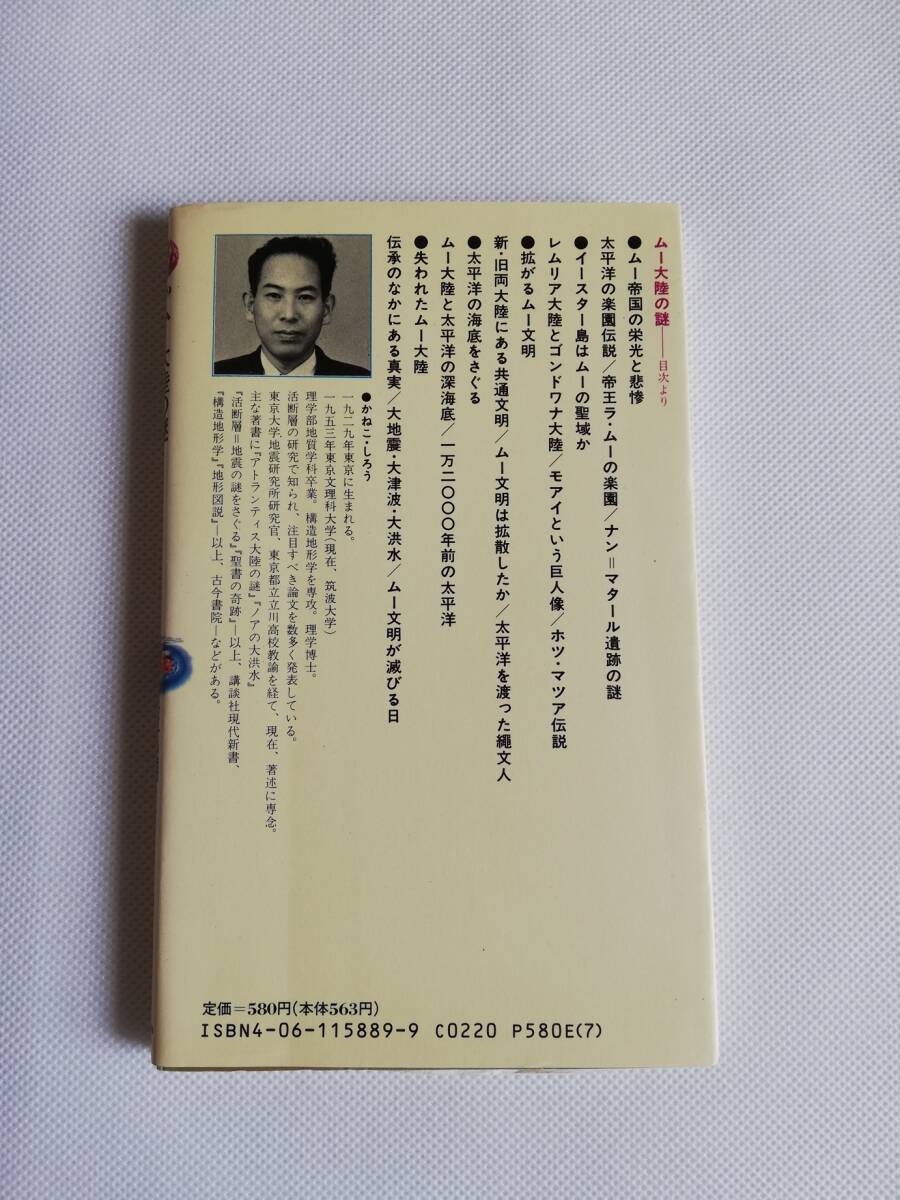 ムー大陸の謎――目次より
●ムー帝国の栄光と悲惨
太平洋の楽園伝説/帝王ラ・ムーの楽園/ナン=マタール遺跡の謎
●イースター島はムーの聖域か
レムリア大陸とゴンドワナ大陸/モアイという巨人像/ホツ・マツア伝説
●拡がるムー文明
新・旧両大陸にある共通文明/ムー文明は拡散したか/太平洋を渡った縄文人
●太平洋の海底をさぐる
ムー大陸と太平洋の深海底/一万二〇〇〇年前の太平洋
●失われたムー大陸
伝承のなかにある真実/大地震・大津波・大洪水/ムー文明が滅びる日
●かねこ・しろう
一九二九年東京に生まれる。
一九五三年東京文理科大学(現在、筑波大学)
理学部地質学科卒業。構造地形学を専攻。理学博士。
活断層の研究で知られ、注目すべき論文を数多く発表している。
東京大学地震研究所研究官、東京都立立川高校教諭を経て、現在、著述に専念。
主な著書に『アトランティス大陸の謎』『ノアの大洪水』
『活断層=地震の謎をさぐる』『聖書の奇跡』―以上、講談社現代新書、
『構造地形学』『地形図説』―以上、古今書院―などがある。
定価=580円(本体563円)
ISBN4-06-115889-9 C0220 P580E(7)